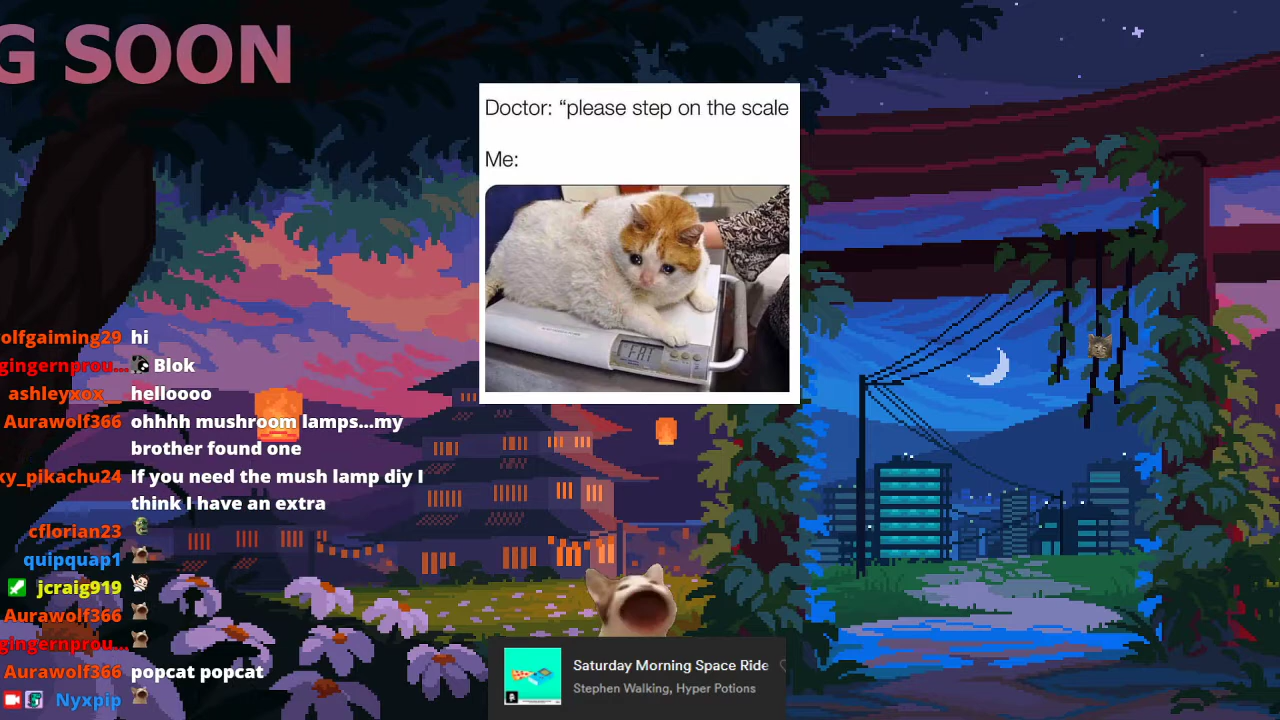 G SOON
Doctor: “please step on the scale
Me:
FAT
olfgaiming29 hi
gingernprou... Blok
ashleyxox__ helloooo
Aurawolf366 ohhhh mushroom lamps...my
brother found one
ky_pikachu24 If you need the mush lamp diy I
think I have an extra
cflorian23
quipquap1
jcraig919
Aurawolf366
gingernprou...
Aurawolf366 popcat popcat
Nyxpip
Saturday Morning Space Ride
Stephen Walking, Hyper Potions